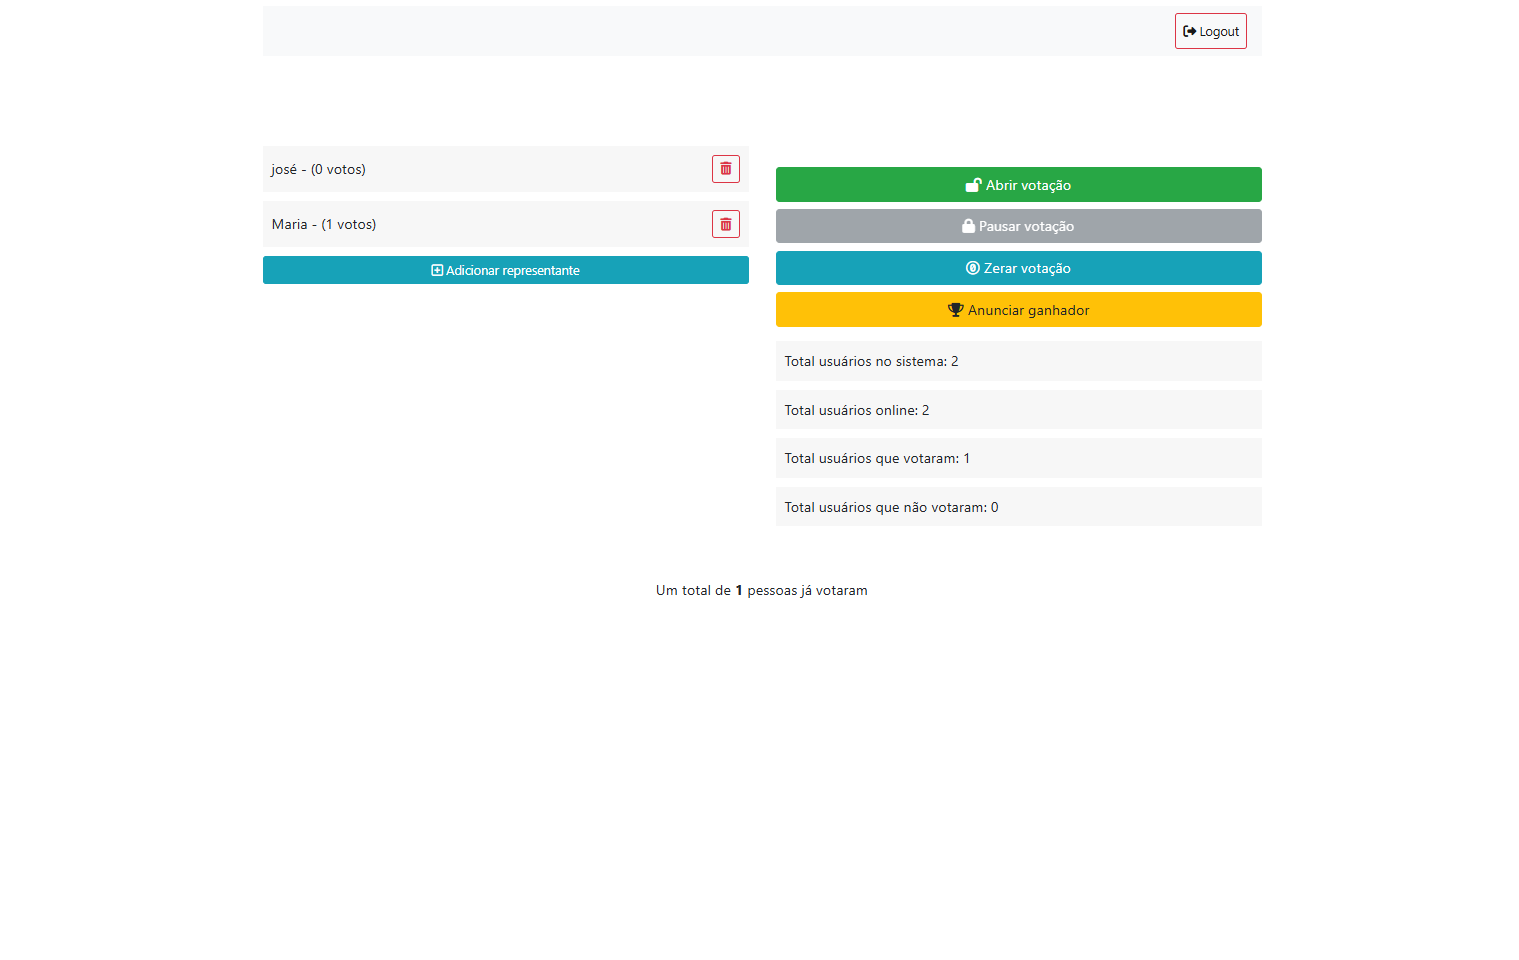 Logout
josé - (0 votos)
Maria - (1 votos)
Adicionar representante
Abrir votação
Pausar votação
Zerar votação
Anunciar ganhador
Total usuários no sistema: 2
Total usuários online: 2
Total usuários que votaram: 1
Total usuários que não votaram: 0
Um total de 1 pessoas já votaram